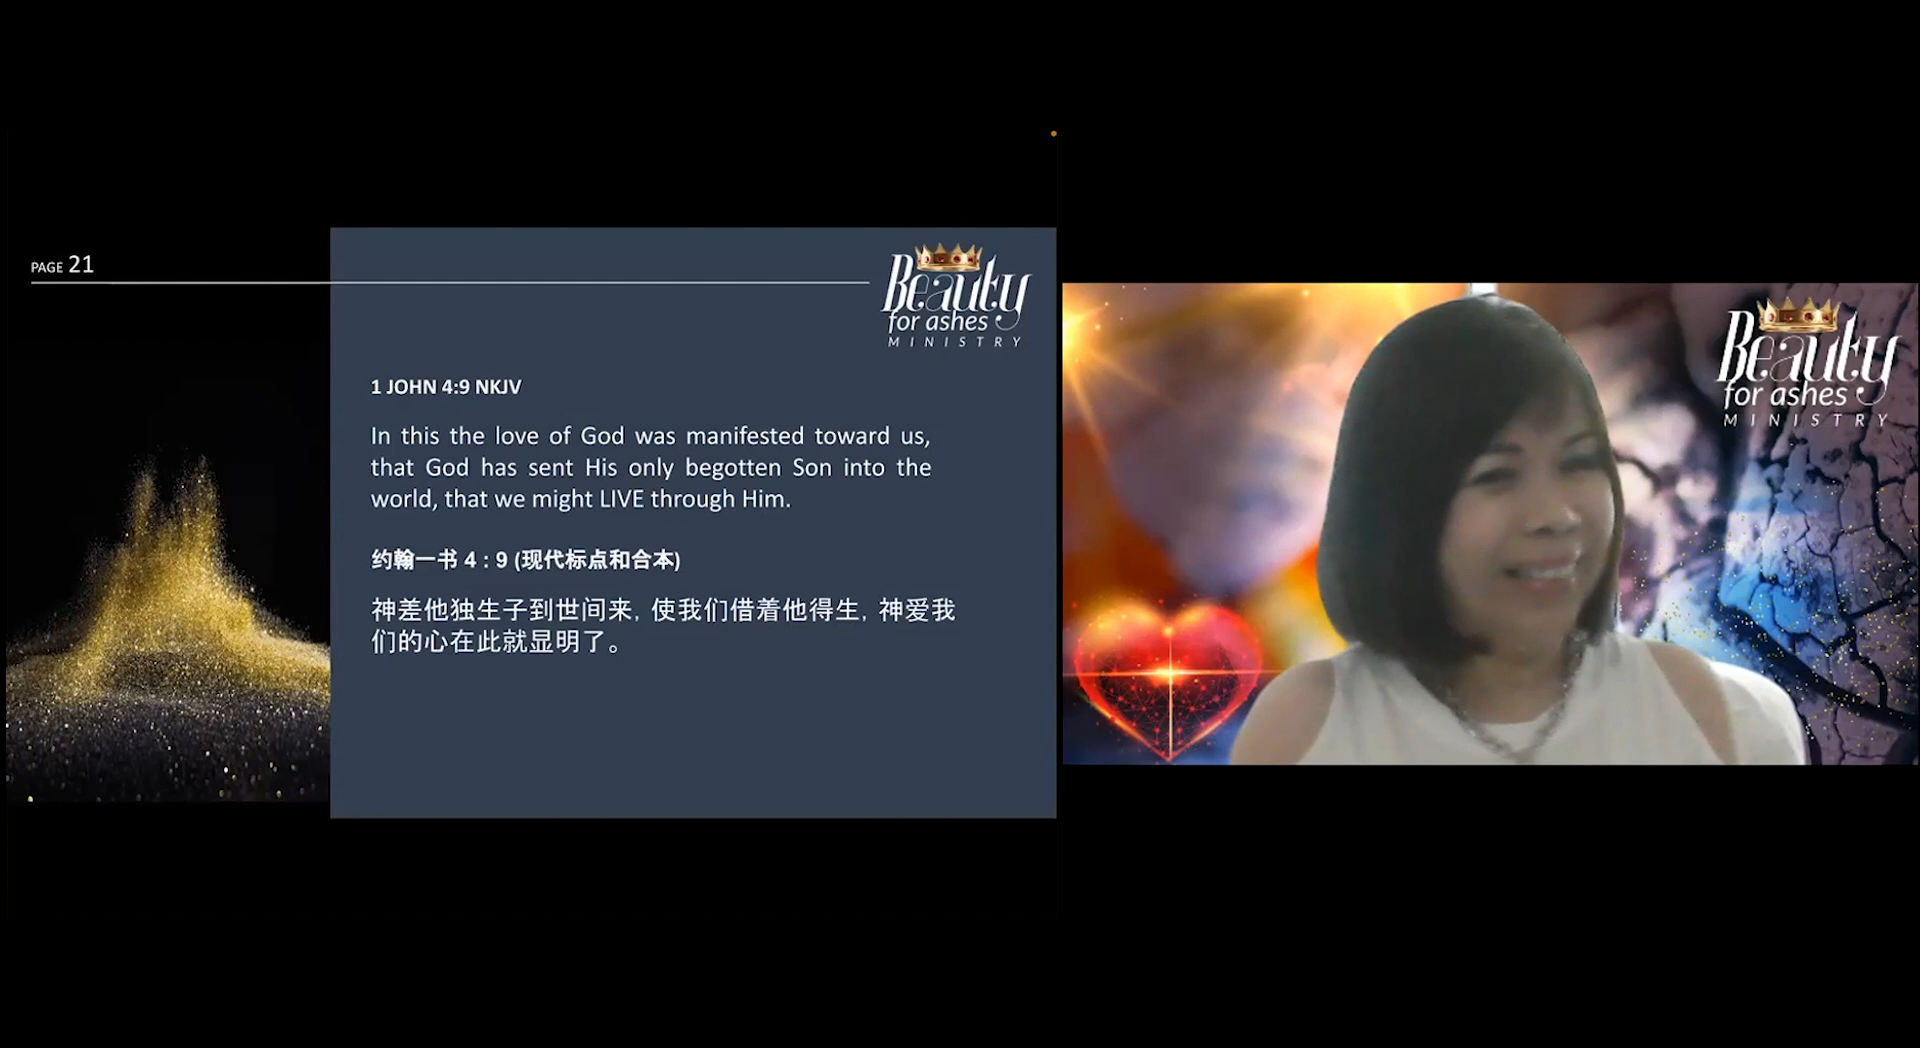 PAGE 21
Beauty
for ashes
MINISTRY
1 JOHN 4:9 NKJV
In this the love of God was manifested toward us,
that God has sent His only begotten Son into the
world, that we might LIVE through Him.
约翰一书 4 : 9 (现代标点和合本)
神差他独生子到世间来, 使我们借着他得生, 神爱我
们的心在此就显明了。
Beauty
for ashes
MINISTRY